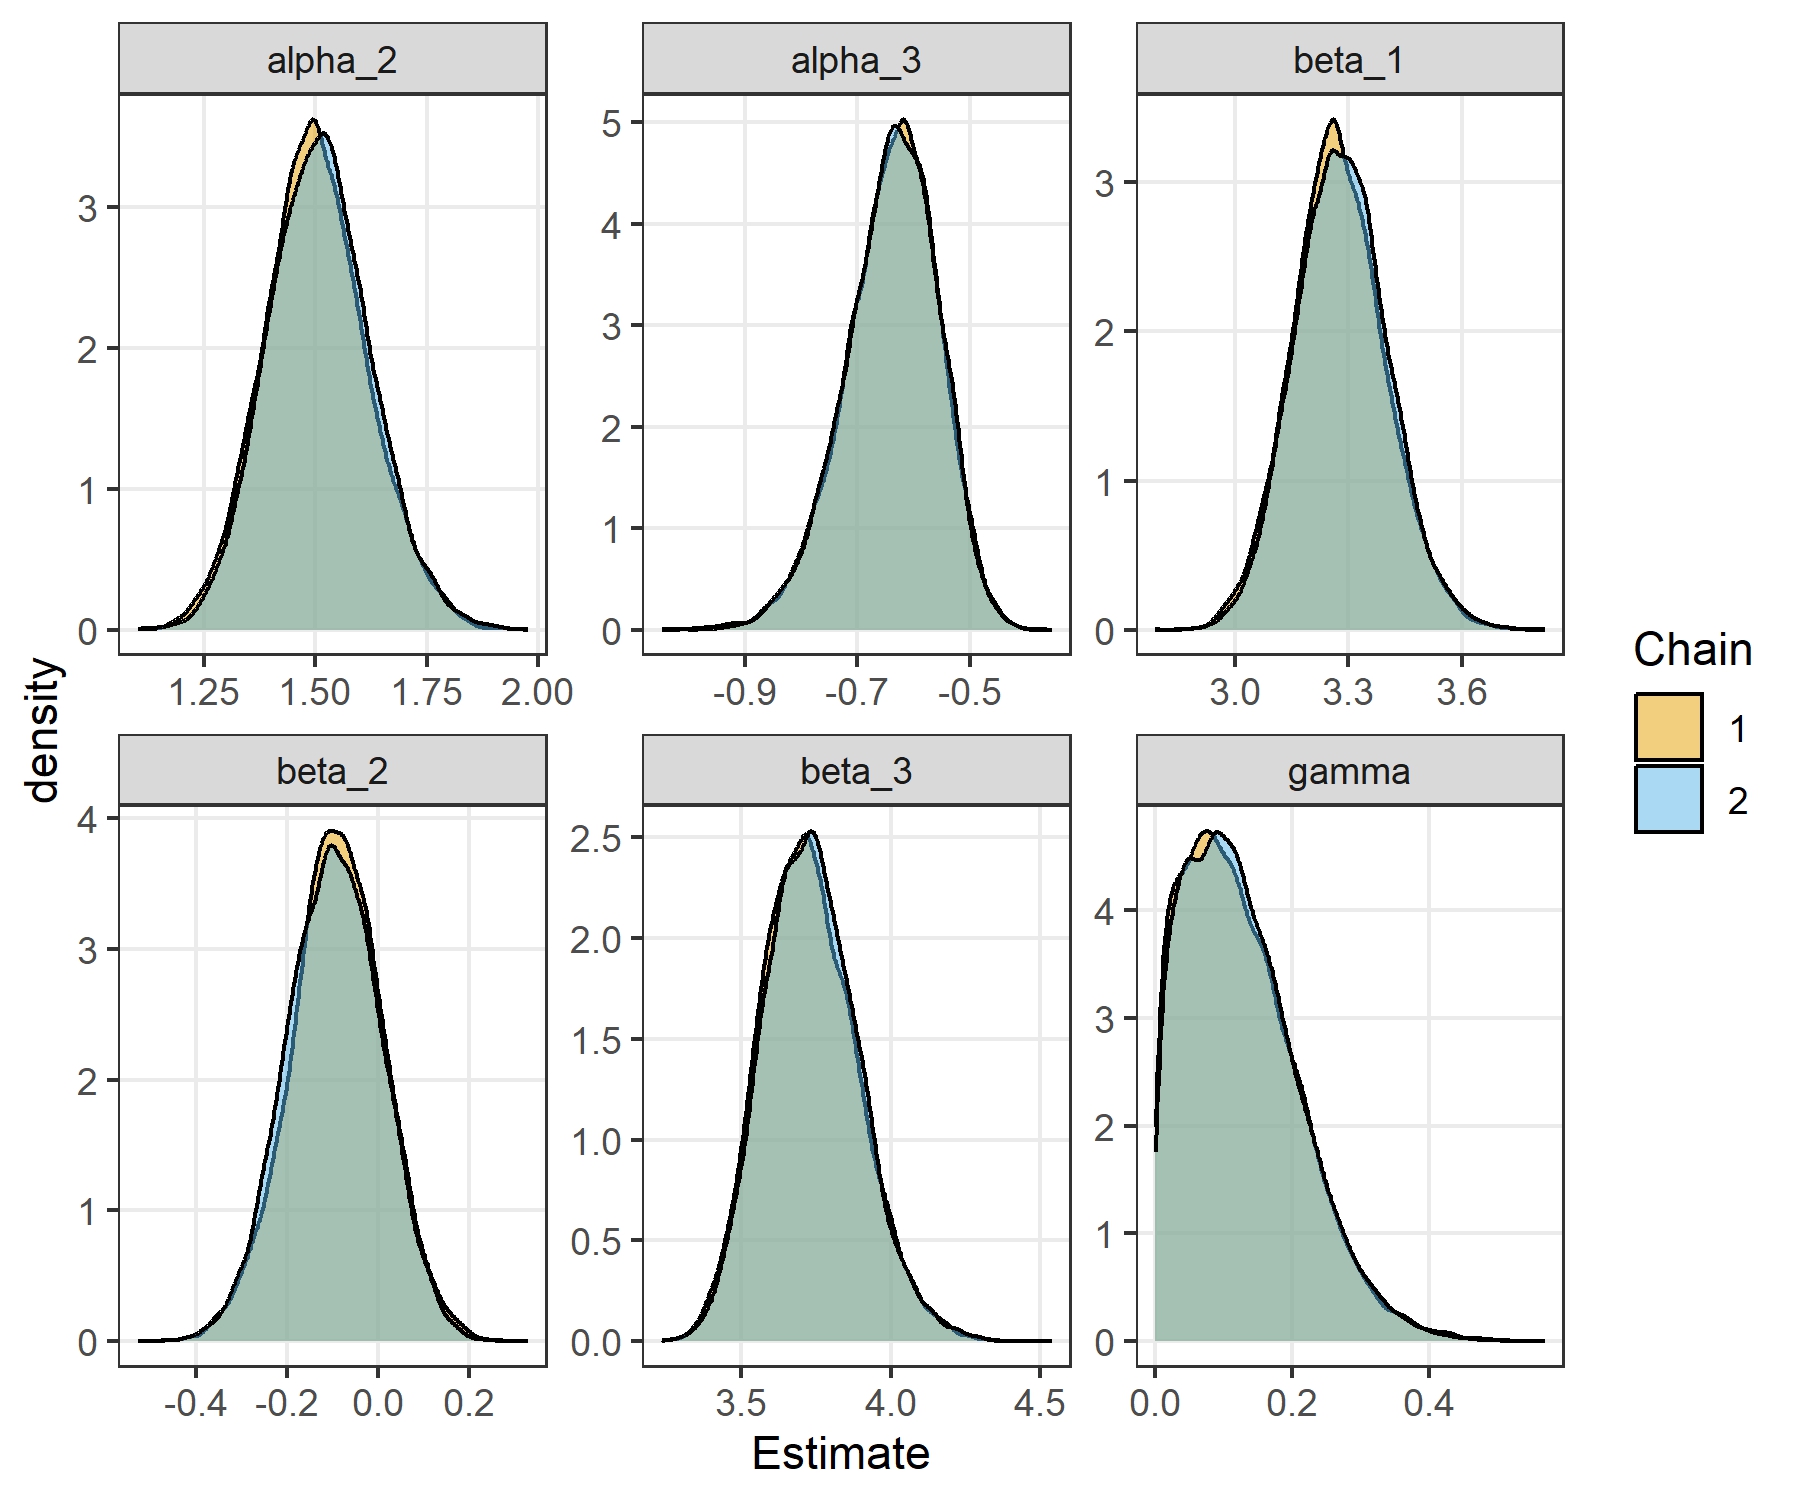 alpha_2 alpha_3 beta_1
3 2 1 0
5 4 3 2 1 0
3 2 1 0
1.25 1.50 1.75 2.00
-0.9 -0.7 -0.5
3.0 3.3 3.6
density
beta_2 beta_3 gamma
4 3 2 1 0
2.5 2.0 1.5 1.0 0.5 0.0
4 3 2 1 0
-0.4 -0.2 0.0 0.2
3.5 4.0 4.5
0.0 0.2 0.4
Estimate
Chain
1
2